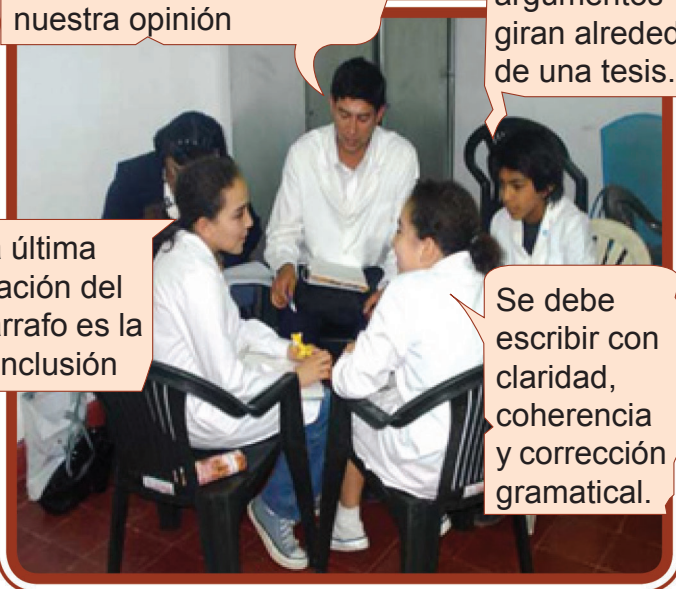 nuestra opinión
argumentos
giran alreded
de una tesis.
última
ación del
rrafo es la
nclusión
Se debe
escribir con
claridad,
coherencia
y corrección
gramatical.